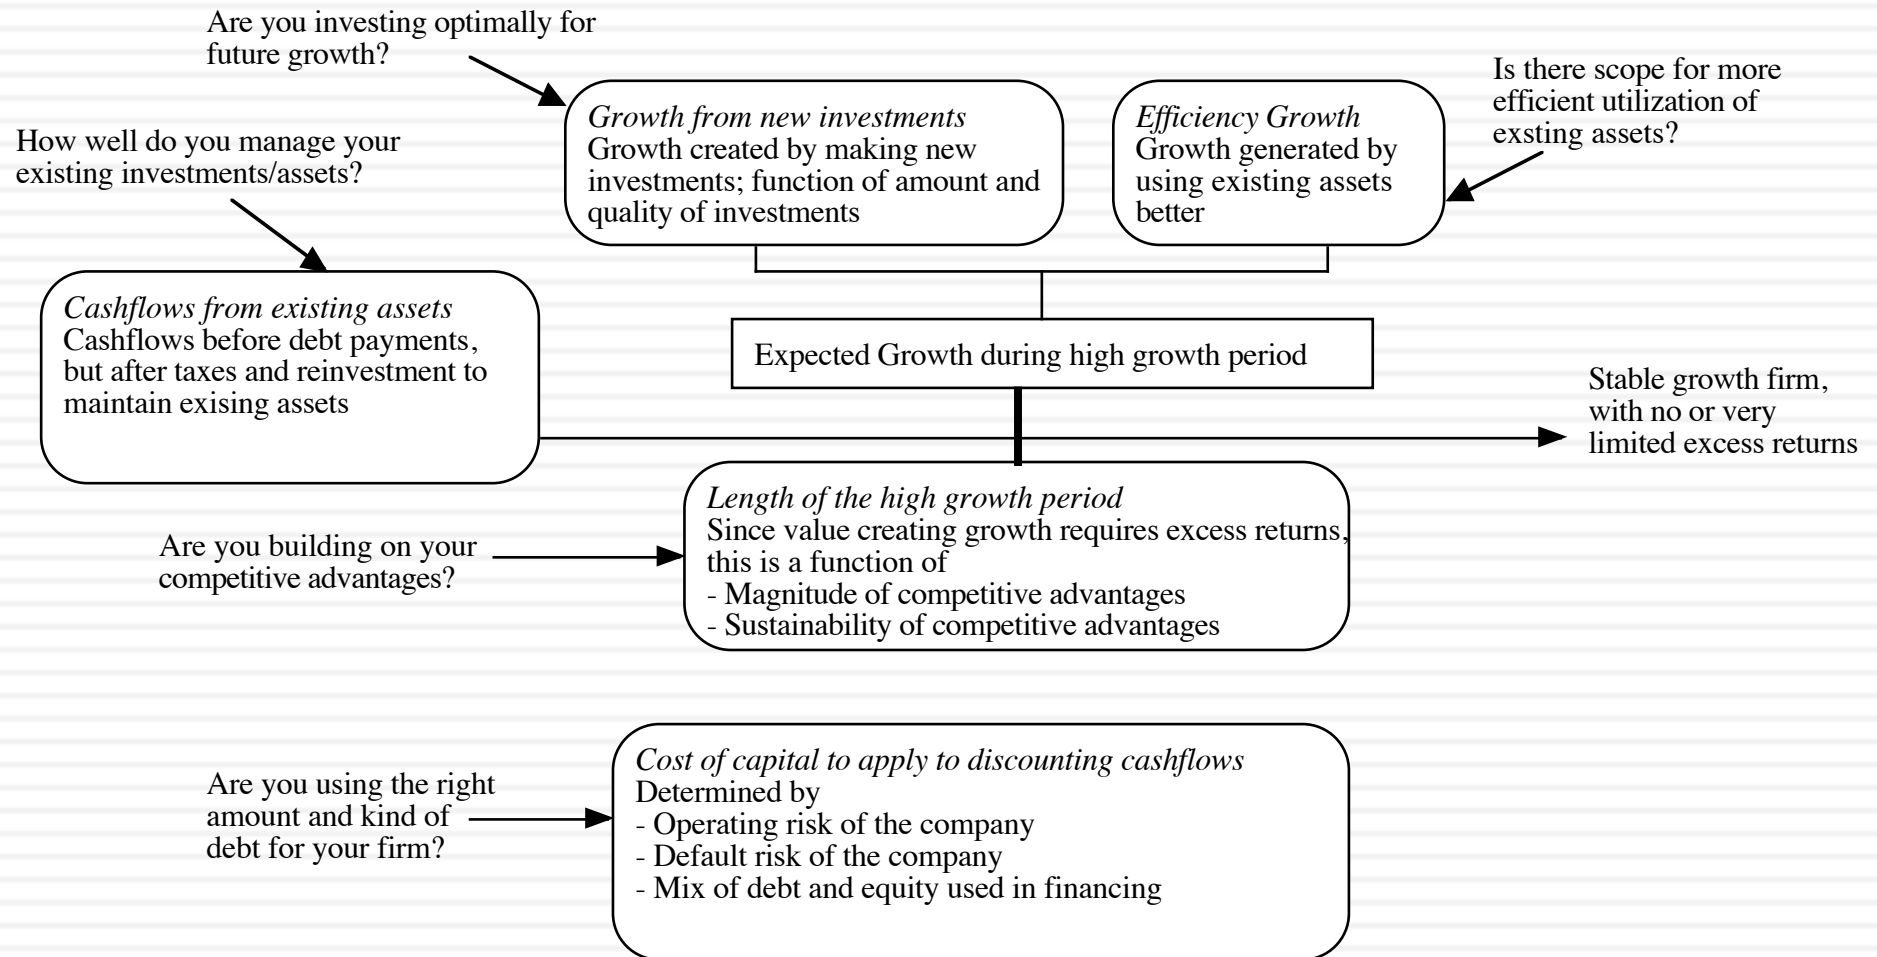 Are you investing optimally for
future growth?
Is there scope for more
efficient utilization of
exsting assets?
Growth from new investments
Growth created by making new
investments; function of amount and
quality of investments
Efficiency Growth
Growth generated by
using existing assets
better
How well do you manage your
existing investments/assets?
Cashflows from existing assets
Cashflows before debt payments,
but after taxes and reinvestment to
maintain exising assets
Expected Growth during high growth period
Stable growth firm,
with no or very
limited excess returns
Length of the high growth period
Since value creating growth requires excess returns,
this is a function of
- Magnitude of competitive advantages
- Sustainability of competitive advantages
Are you building on your
competitive advantages?
Cost of capital to apply to discounting cashflows
Determined by
- Operating risk of the company
- Default risk of the company
- Mix of debt and equity used in financing
Are you using the right
amount and kind of
debt for your firm?